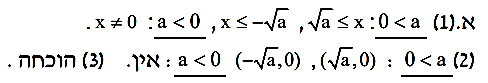 א.(1) 0 < a : x ≤ -√a , √a ≤ x , a < 0 : x ≠ 0 .
(2) 0 < a : (√a,0) , (-√a,0) a < 0 : אין. (3) הוכחה .